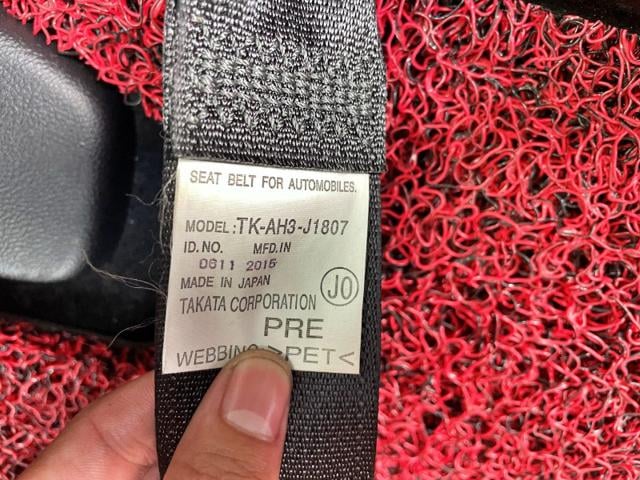 SEAT BELT FOR AUTOMOBILES.
MODEL:TK-AH3-J1807
ID.NO. MFD.IN
0611 2015
MADE IN JAPAN
TAKATA CORPORATION JO
PRE
WEBBING >PET<